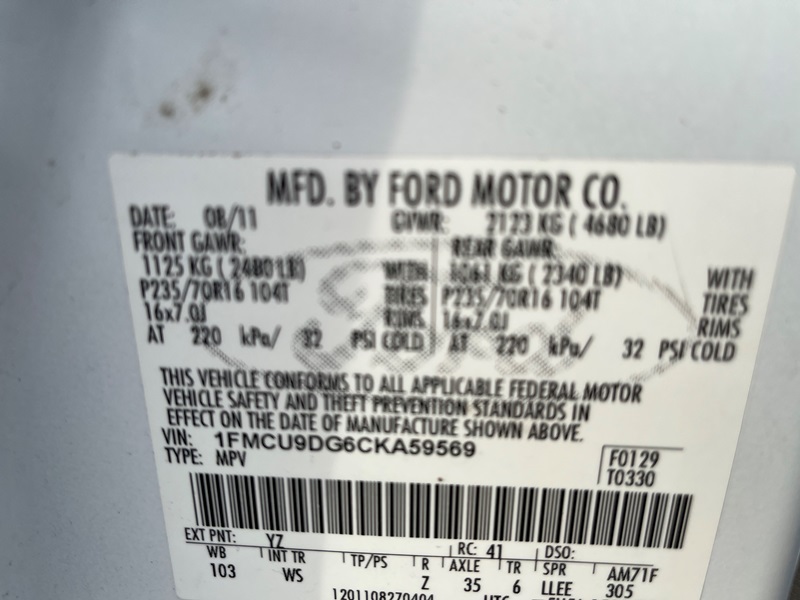 MFD. BY FORD MOTOR CO.
DATE: 08/11 GVWR: 2123 KG ( 4680 LB)
FRONT GAWR: REAR GAWR:
1125 KG ( 2480 LB) WITH 1061 KG ( 2340 LB) WITH
P235/70R16 104T TIRES P235/70R16 104T TIRES
16x7.0J RIMS 16x7.0J RIMS
AT 220 kPa/ 32 PSI COLD AT 220 kPa/ 32 PSI COLD
THIS VEHICLE CONFORMS TO ALL APPLICABLE FEDERAL MOTOR
VEHICLE SAFETY AND THEFT PREVENTION STANDARDS IN
EFFECT ON THE DATE OF MANUFACTURE SHOWN ABOVE.
VIN: 1FMCU9DG6CKA59569
TYPE: MPV
F0129
T0330
EXT PNT: YZ RC: 41 DSO:
WB INT TR TP/PS R AXLE TR SPR AM71F
103 WS Z 35 6 LLEE 305
1201108270404